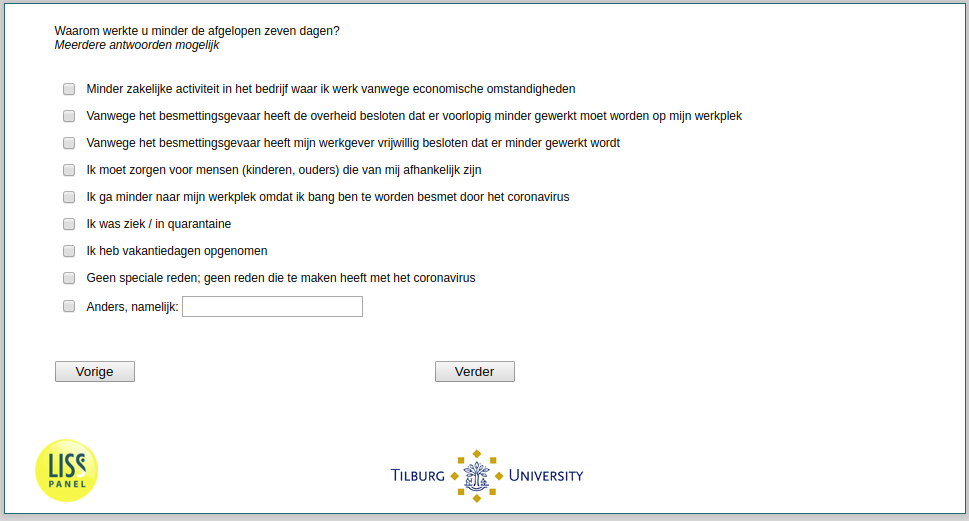 Waarom werkte u minder de afgelopen zeven dagen?
Meerdere antwoorden mogelijk
Minder zakelijke activiteit in het bedrijf waar ik werk vanwege economische omstandigheden
Vanwege het besmettingsgevaar heeft de overheid besloten dat er voorlopig minder gewerkt moet worden op mijn werkplek
Vanwege het besmettingsgevaar heeft mijn werkgever vrijwillig besloten dat er minder gewerkt wordt
Ik moet zorgen voor mensen (kinderen, ouders) die van mij afhankelijk zijn
Ik ga minder naar mijn werkplek omdat ik bang ben te worden besmet door het coronavirus
Ik was ziek / in quarantaine
Ik heb vakantiedagen opgenomen
Geen speciale reden; geen reden die te maken heeft met het coronavirus
Anders, namelijk:
Vorige Verder
LISS
PANEL
TILBURG UNIVERSITY